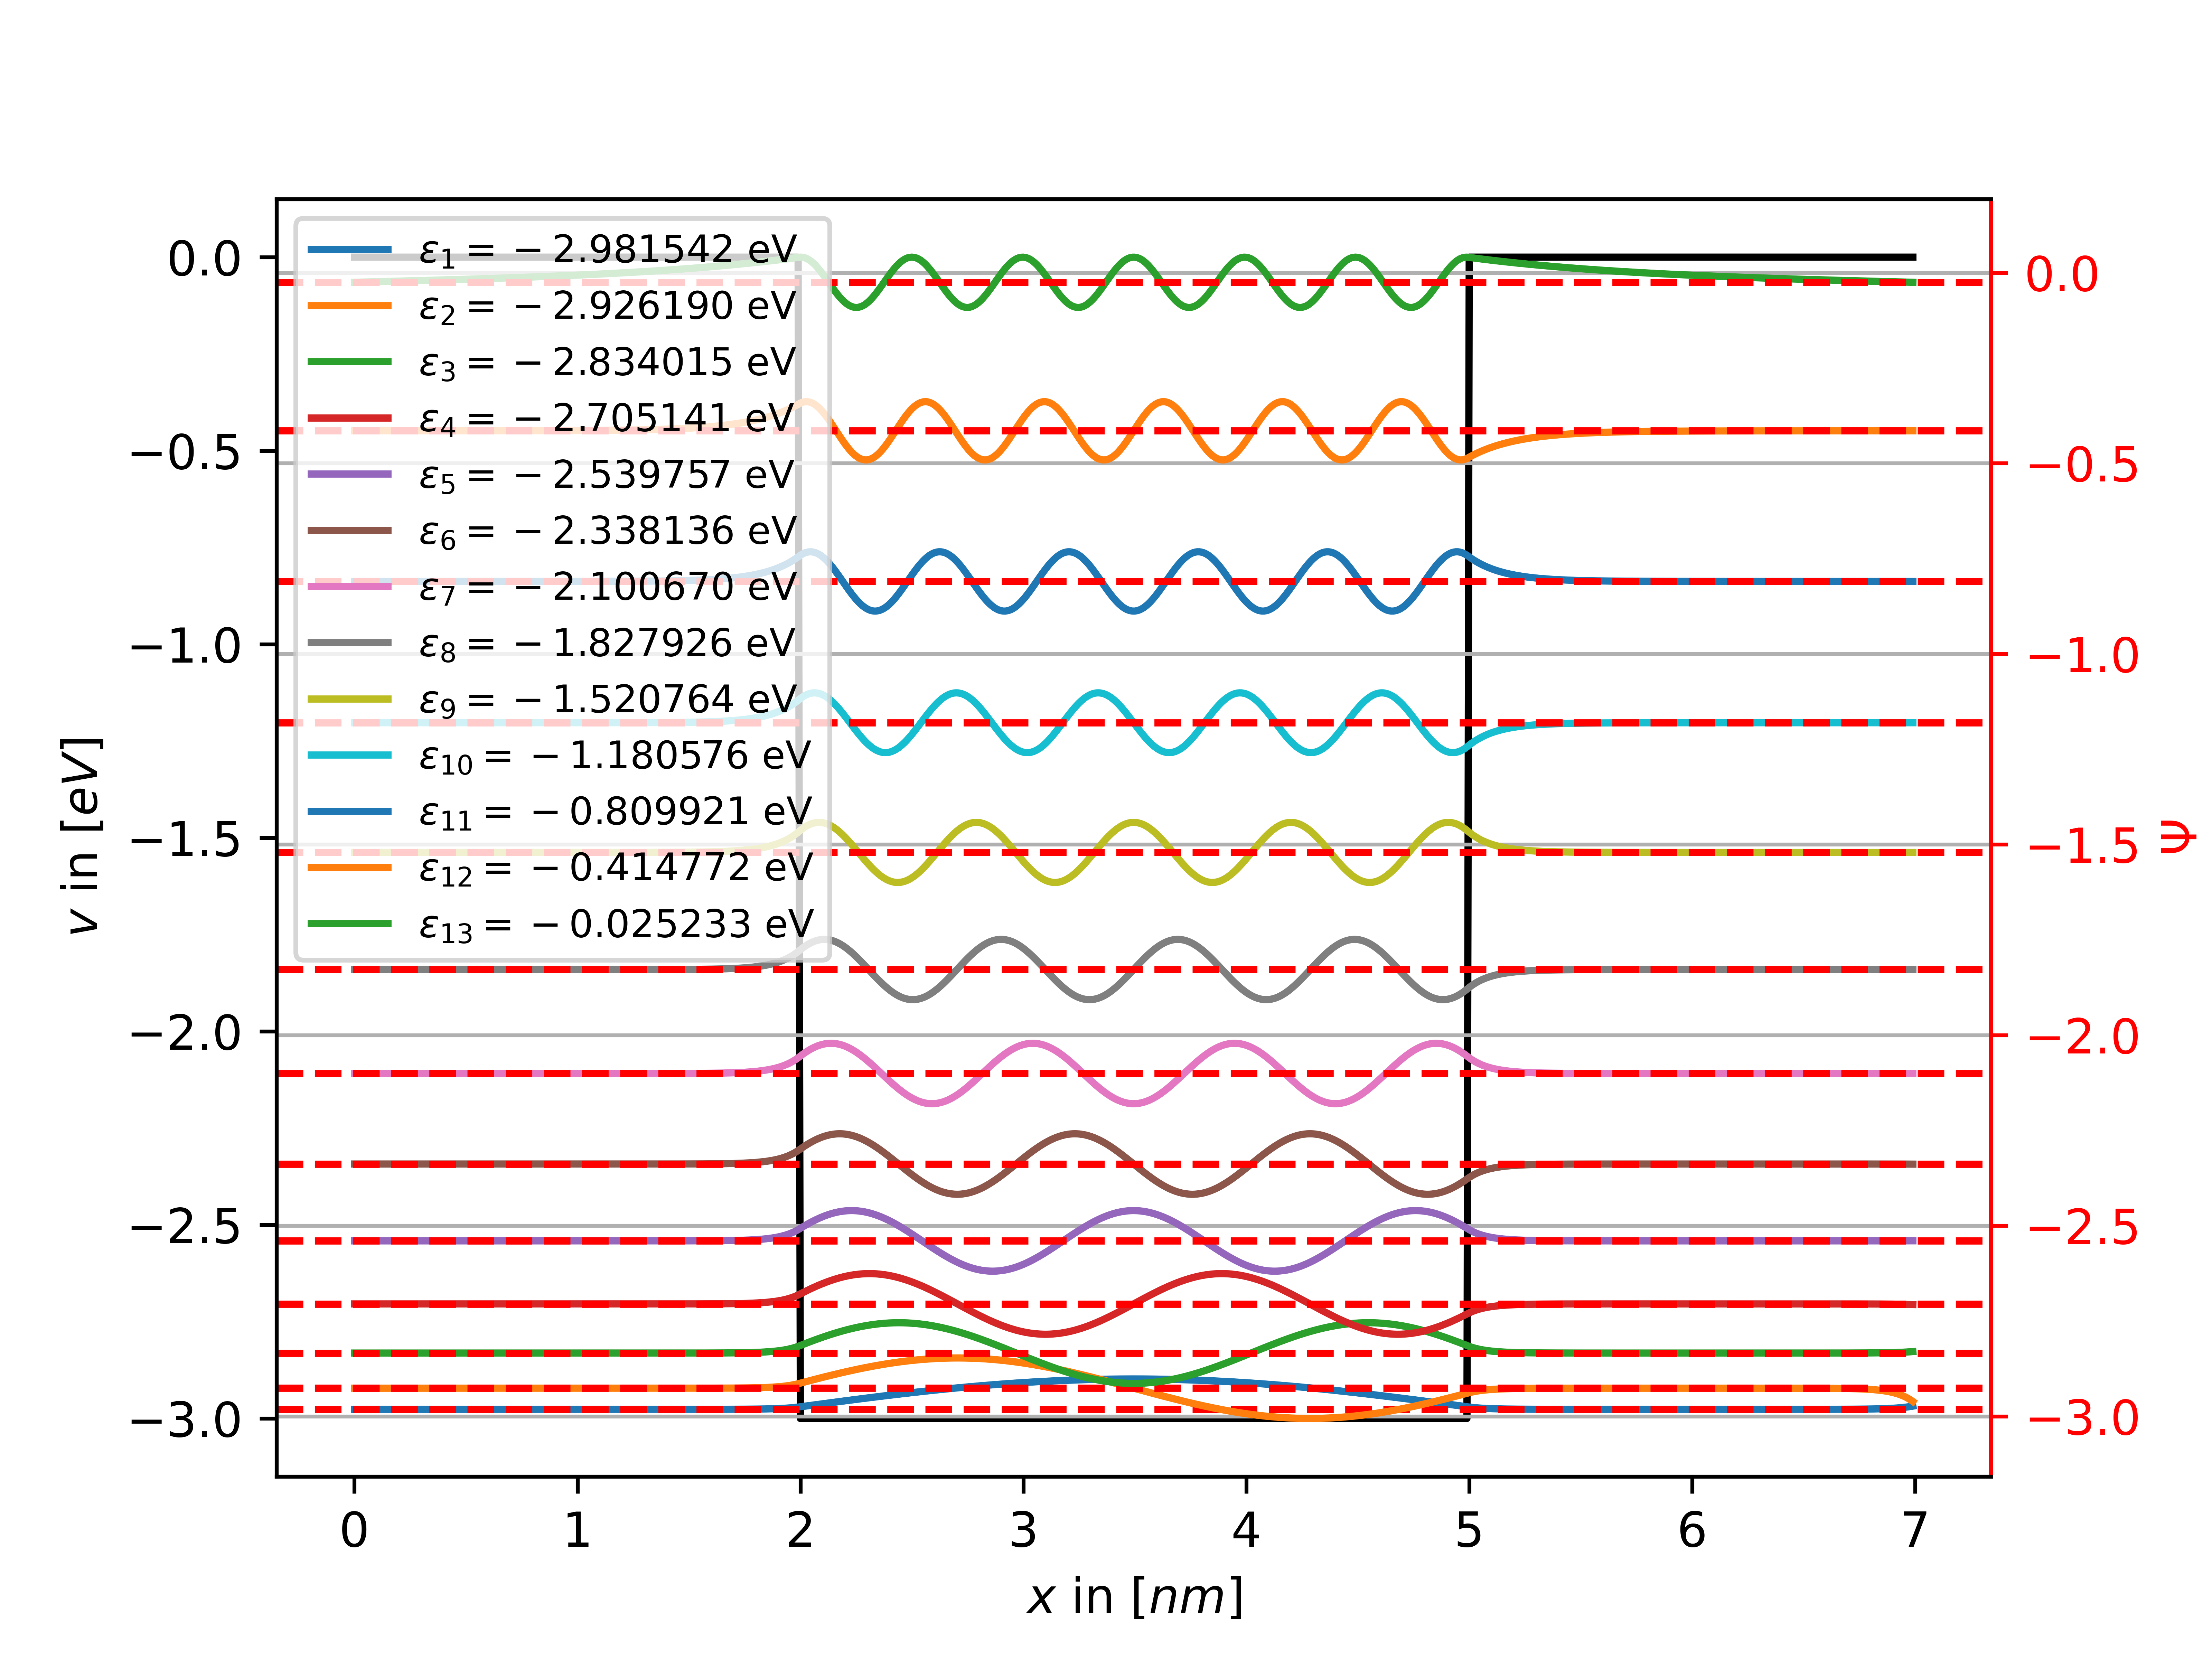 ε1 = −2.981542 eV
ε2 = −2.926190 eV
ε3 = −2.834015 eV
ε4 = −2.705141 eV
ε5 = −2.539757 eV
ε6 = −2.338136 eV
ε7 = −2.100670 eV
ε8 = −1.827926 eV
ε9 = −1.520764 eV
ε10 = −1.180576 eV
ε11 = −0.809921 eV
ε12 = −0.414772 eV
ε13 = −0.025233 eV
0.0
−0.5
−1.0
−1.5
−2.0
−2.5
−3.0
v in [eV]
0.0
−0.5
−1.0
−1.5
−2.0
−2.5
−3.0
Ψ
0 1 2 3 4 5 6 7
x in [nm]